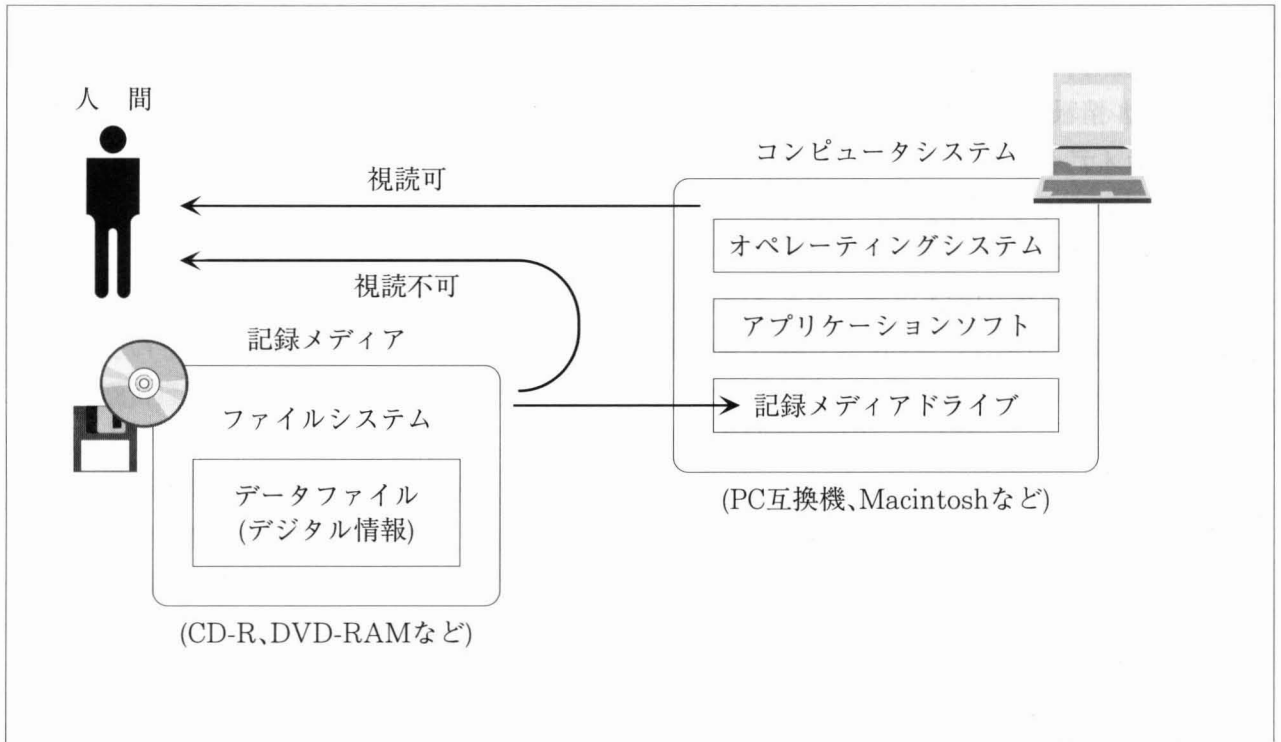 人　間
コンピュータシステム
視読可
オペレーティングシステム
視読不可
アプリケーションソフト
記録メディア
記録メディアドライブ
ファイルシステム
データファイル
(デジタル情報)
(PC互換機、Macintoshなど)
(CD-R、DVD-RAMなど)